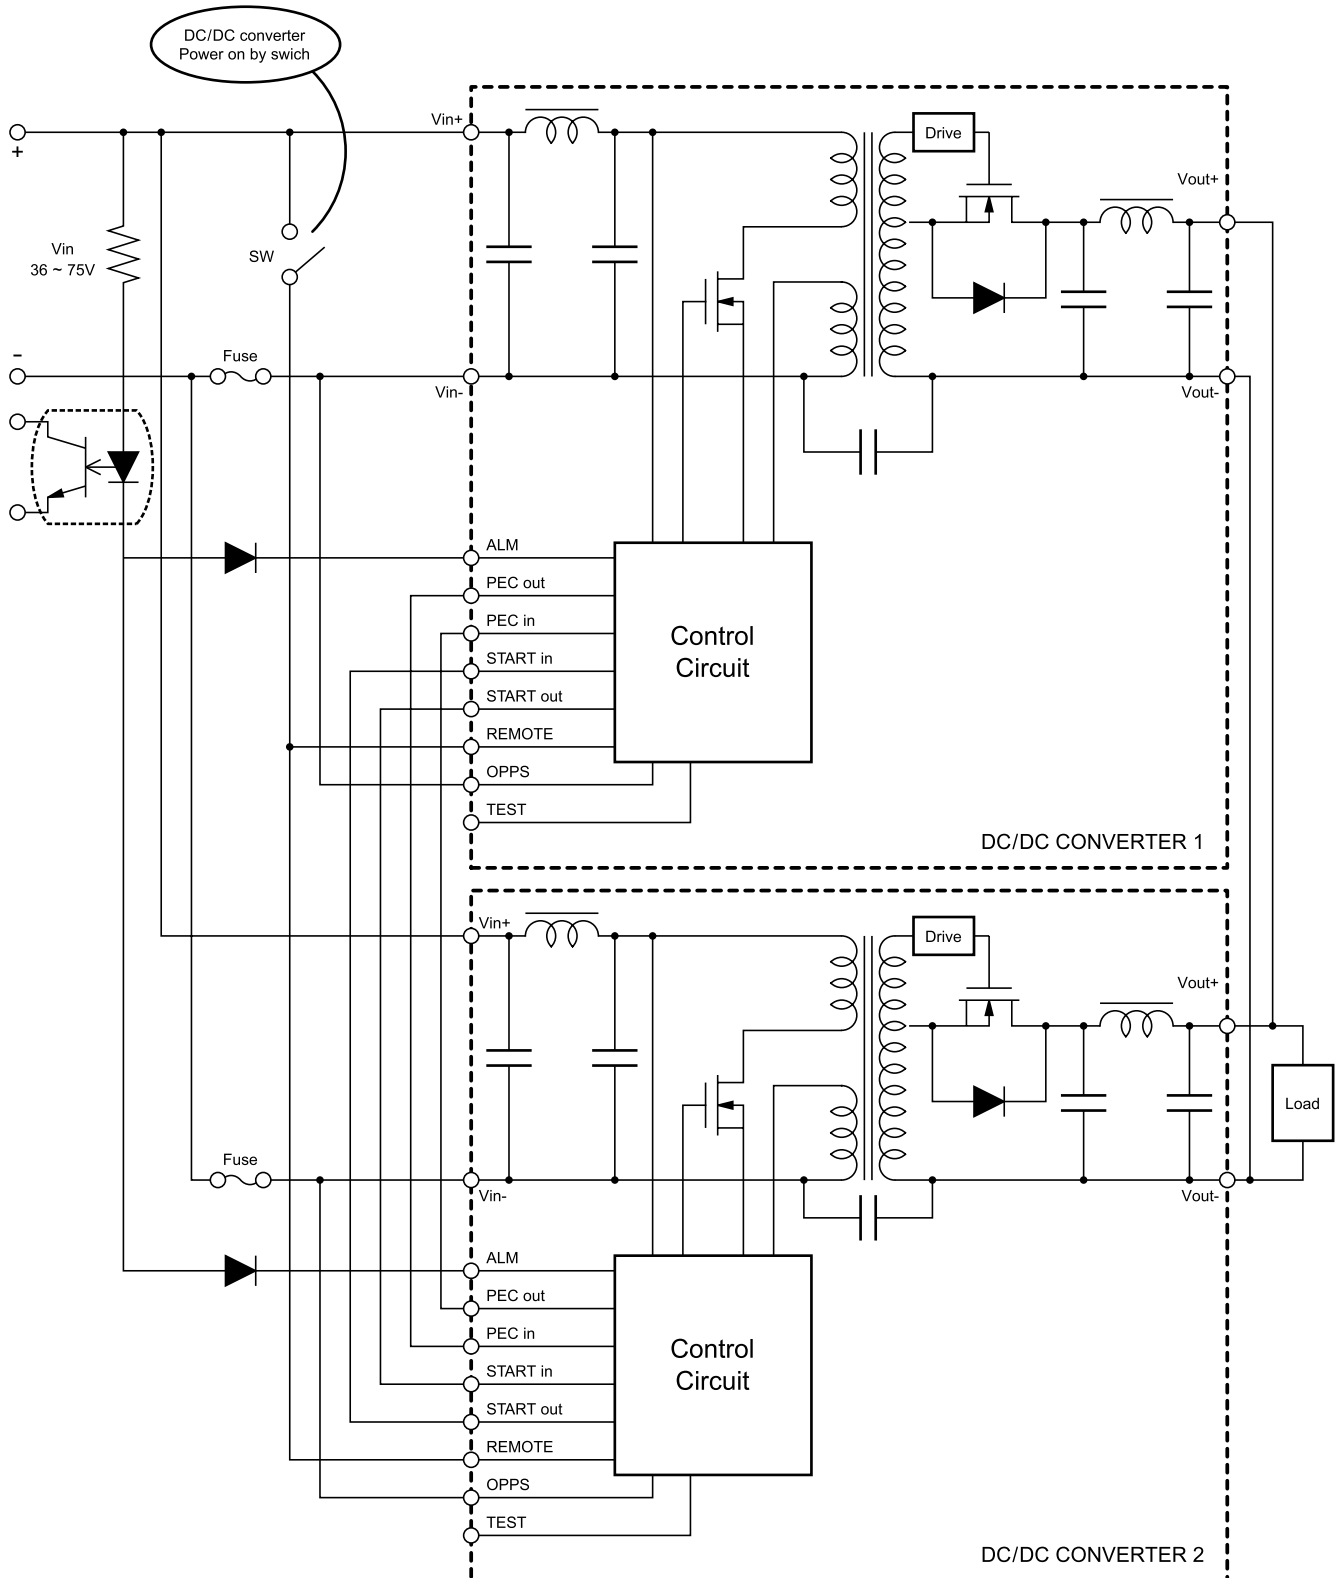 DC/DC converter
Power on by swich
Vin+
Drive
+
Vout+
Vin
36 ~ 75V
SW
-
Fuse
Vin-
Vout-
ALM
PEC out
PEC in
START in
START out
REMOTE
OPPS
TEST
Control
Circuit
DC/DC CONVERTER 1
Vin+
Drive
Vout+
Load
Fuse
Vin-
Vout-
ALM
PEC out
PEC in
START in
START out
REMOTE
OPPS
TEST
Control
Circuit
DC/DC CONVERTER 2